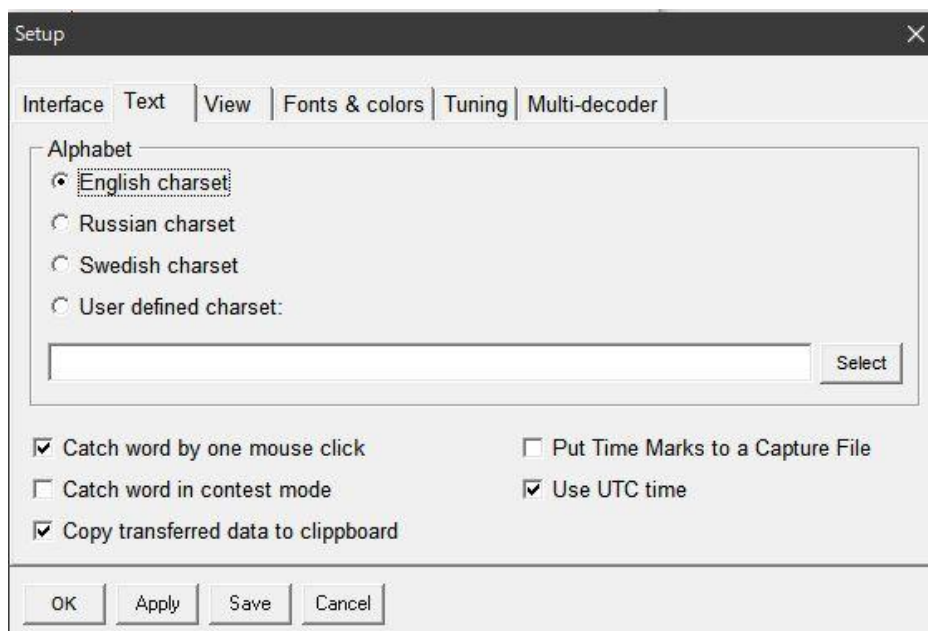 Setup
Interface Text View Fonts & colors Tuning Multi-decoder
Alphabet
English charset
Russian charset
Swedish charset
User defined charset:
Select
Catch word by one mouse click Put Time Marks to a Capture File
Catch word in contest mode Use UTC time
Copy transferred data to clippboard
OK Apply Save Cancel